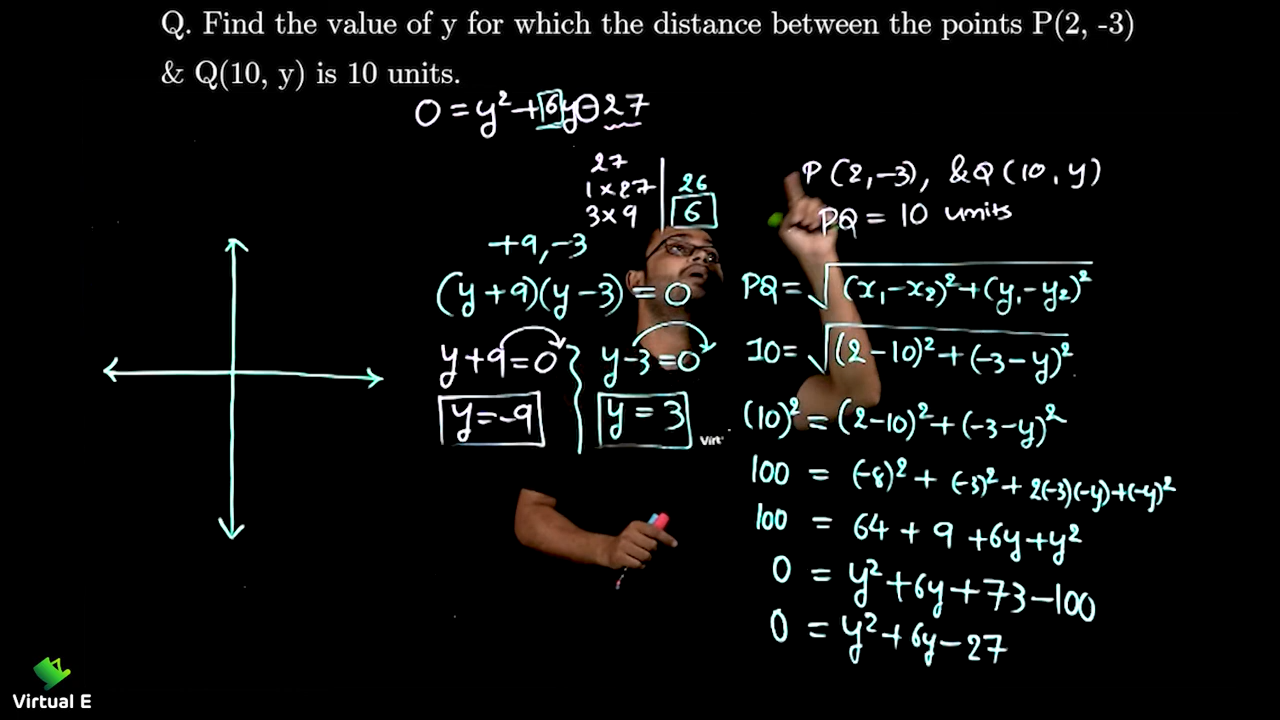 Q. Find the value of y for which the distance between the points P(2, -3)
& Q(10, y) is 10 units.
0 = y² + 6y - 27
27
1 × 27 26
3 × 9 6
+9, -3
(y+9)(y-3) = 0
y+9=0 y-3=0
y=-9 y = 3
P (2,-3), & Q (10, y)
PQ = 10 units
PQ = √(x₁-x₂)²+(y₁-y₂)²
10 = √(2-10)²+(-3-y)²
(10)² = (2-10)²+(-3-y)²
100 = (-8)² + (-3)² + 2(-3)(-y)+(-y)²
100 = 64 + 9 +6y+y²
0 = y²+6y+73-100
0 = y²+6y-27
Virt
Virtual E